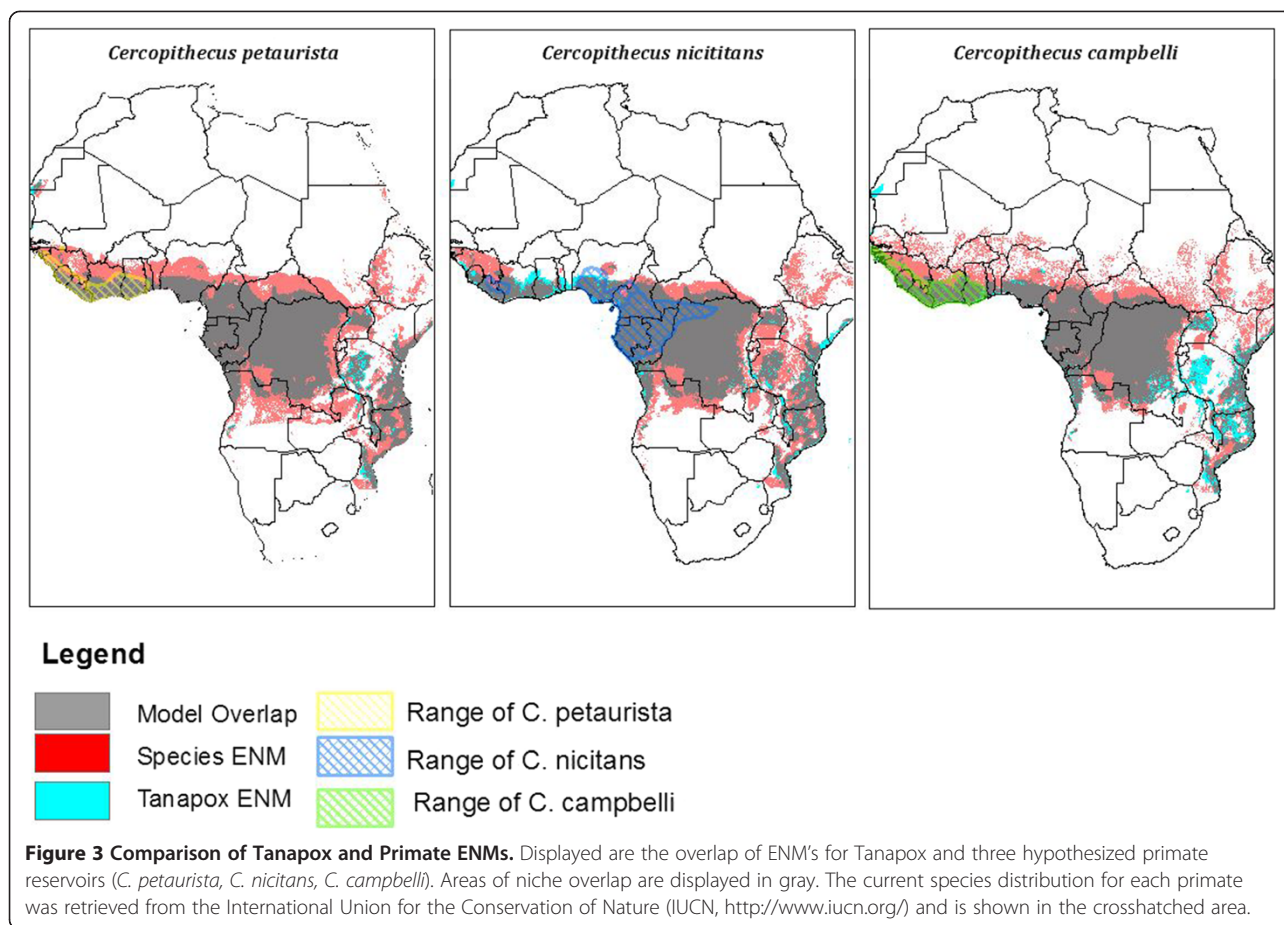 Cercopithecus petaurista
Cercopithecus nicititans
Cercopithecus campbelli
Legend
Model Overlap
Species ENM
Tanapox ENM
Range of C. petaurista
Range of C. nicitans
Range of C. campbelli
Figure 3 Comparison of Tanapox and Primate ENMs. Displayed are the overlap of ENM's for Tanapox and three hypothesized primate
reservoirs (C. petaurista, C. nicitans, C. campbelli). Areas of niche overlap are displayed in gray. The current species distribution for each primate
was retrieved from the International Union for the Conservation of Nature (IUCN, http://www.iucn.org/) and is shown in the crosshatched area.